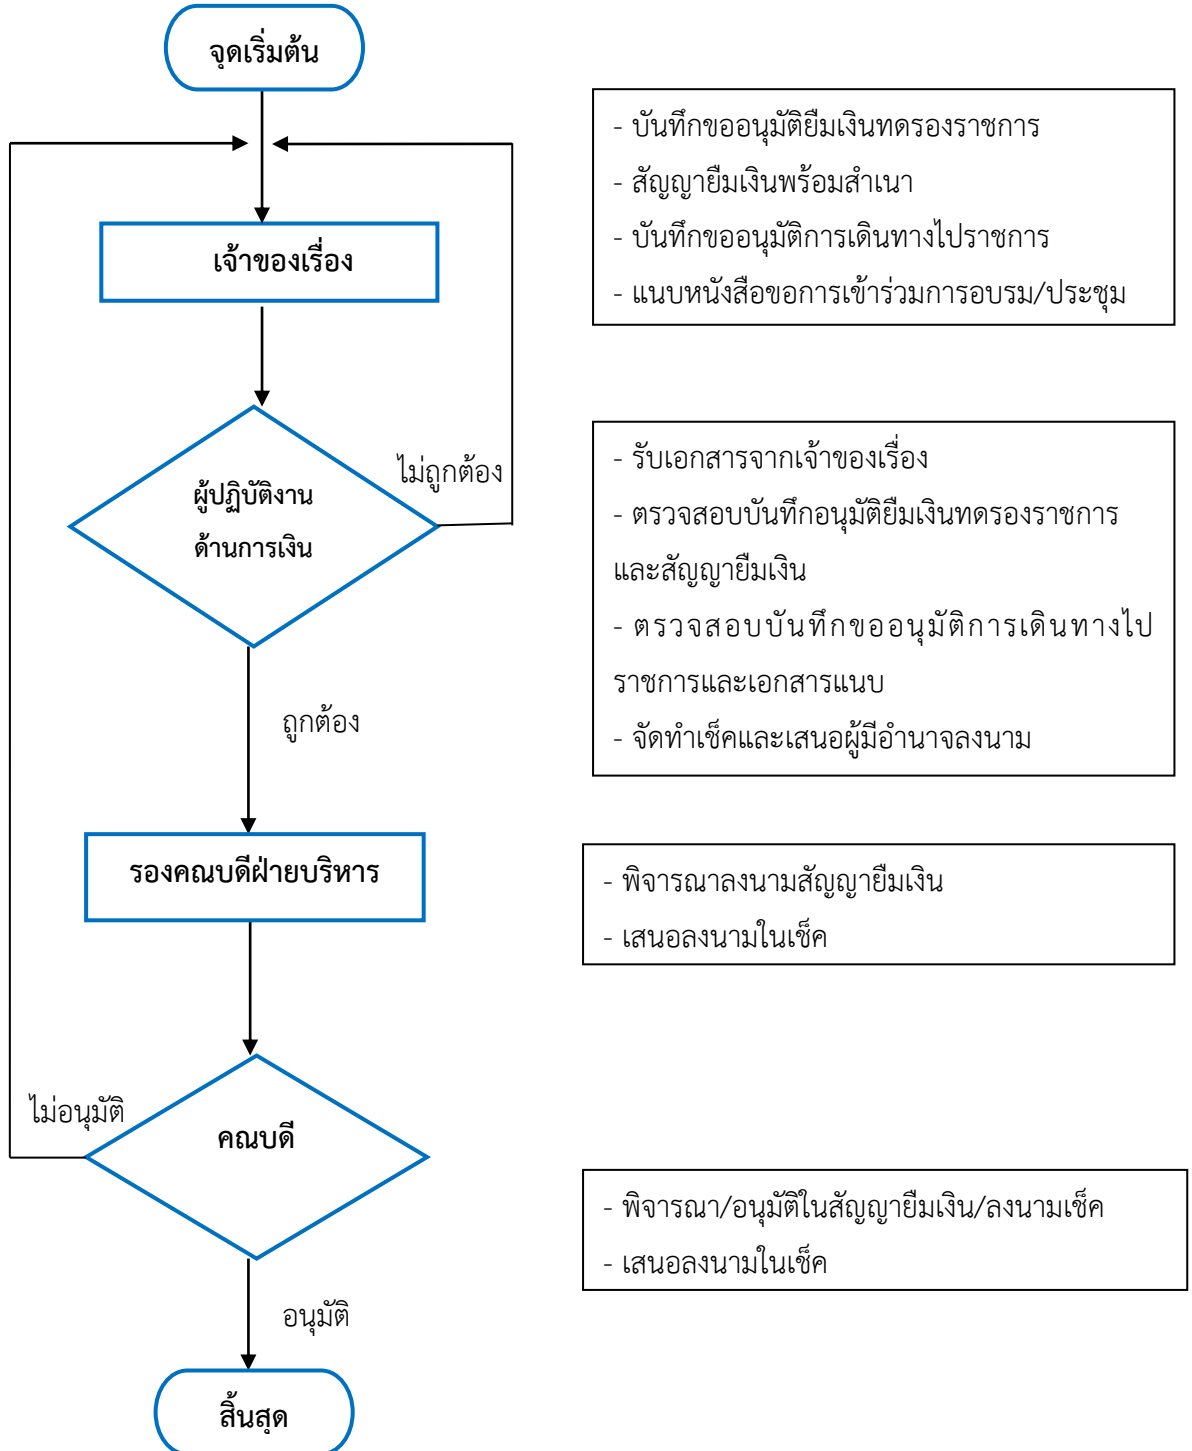 จุดเริ่มต้น
- บันทึกขออนุมัติยืมเงินทดรองราชการ
- สัญญายืมเงินพร้อมสำเนา
- บันทึกขออนุมัติการเดินทางไปราชการ
- แนบหนังสือขอการเข้าร่วมการอบรม/ประชุม
เจ้าของเรื่อง
ไม่ถูกต้อง
ผู้ปฏิบัติงาน
ด้านการเงิน
- รับเอกสารจากเจ้าของเรื่อง
- ตรวจสอบบันทึกอนุมัติยืมเงินทดรองราชการ
และสัญญายืมเงิน
- ตรวจสอบบันทึกขออนุมัติการเดินทางไป
ราชการและเอกสารแนบ
- จัดทำเช็คและเสนอผู้มีอำนาจลงนาม
ถูกต้อง
รองคณบดีฝ่ายบริหาร
- พิจารณาลงนามสัญญายืมเงิน
- เสนอลงนามในเช็ค
ไม่อนุมัติ
คณบดี
- พิจารณา/อนุมัติในสัญญายืมเงิน/ลงนามเช็ค
- เสนอลงนามในเช็ค
อนุมัติ
สิ้นสุด